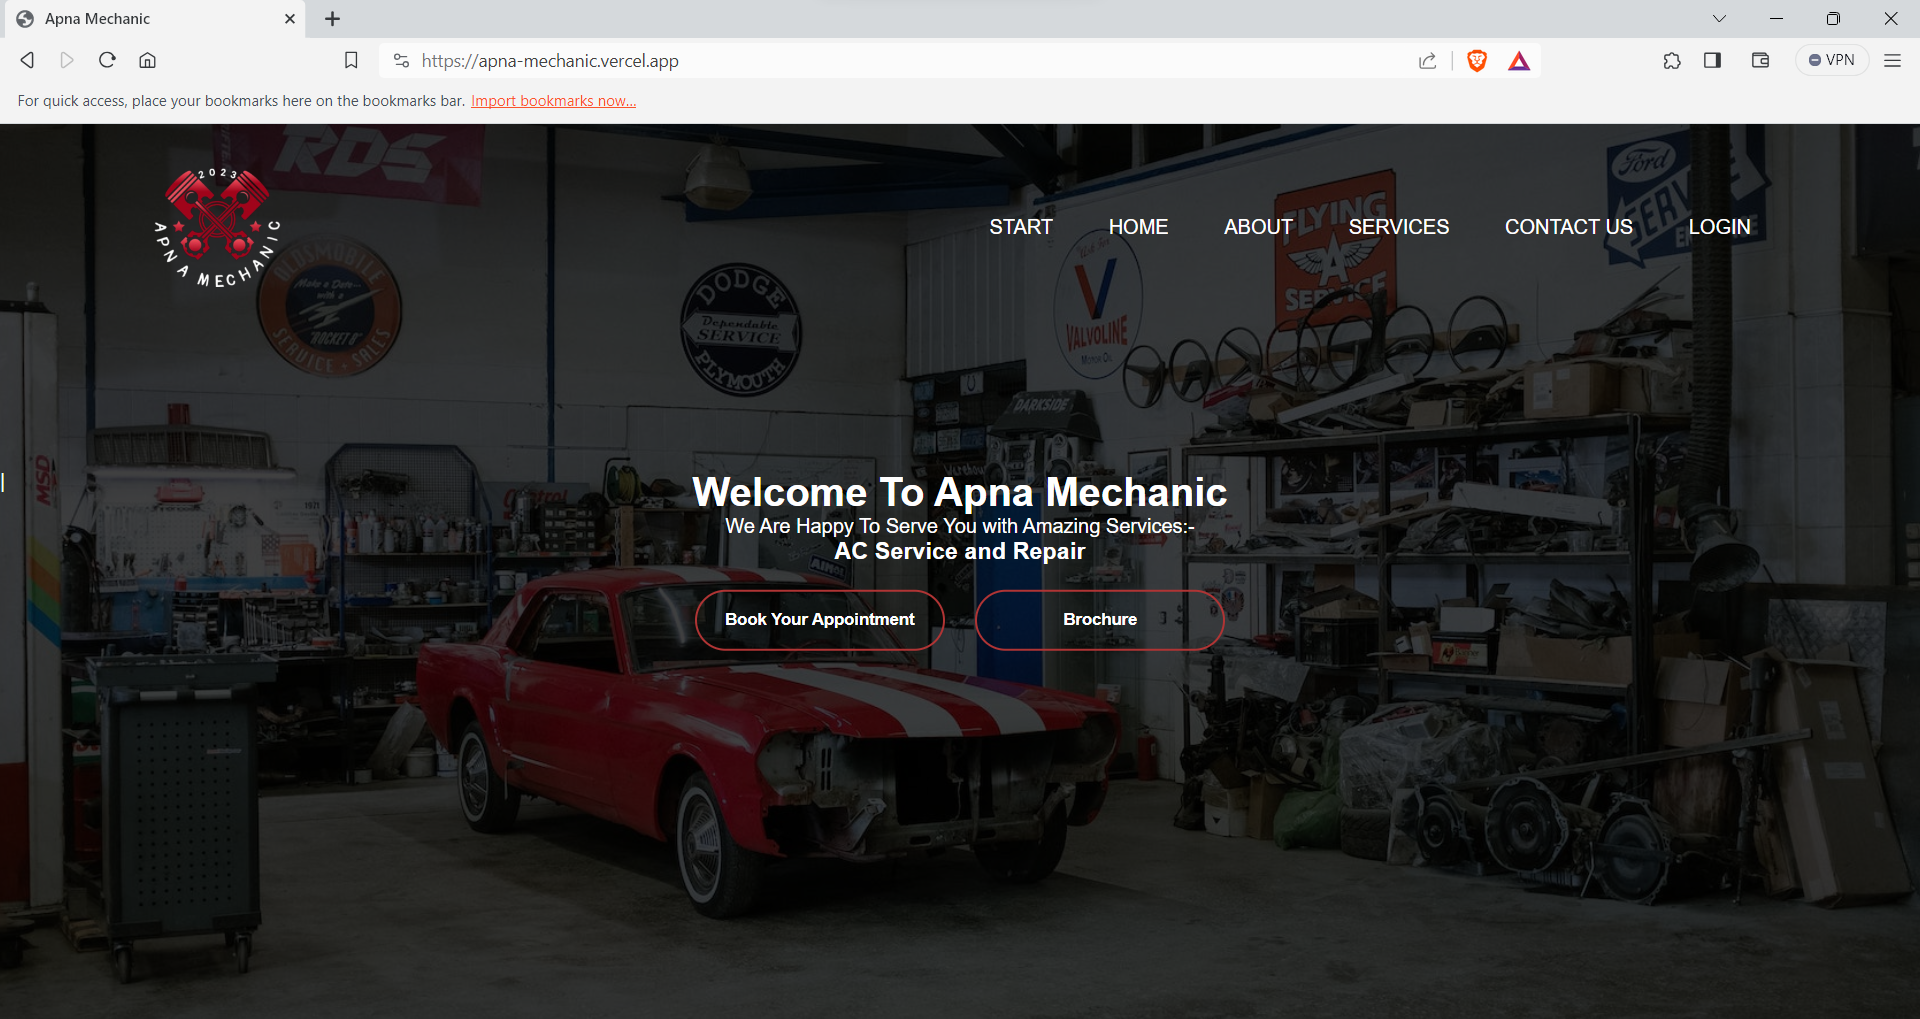 Apna Mechanic
https://apna-mechanic.vercel.app
VPN
For quick access, place your bookmarks here on the bookmarks bar. Import bookmarks now...
RDS
2023
APNA MECHANIC
START HOME ABOUT SERVICES CONTACT US LOGIN
Ford
SERVICE
FLYING
A
SERVICE
OLDSMOBILE
Make a Date--
with a
"ROCKET 8"
SERVICE - SALES
DODGE
Dependable
SERVICE
PLYMOUTH
V
VALVOLINE
MOTOR OIL
DARKSIDE
MSD
Welcome To Apna Mechanic
We Are Happy To Serve You with Amazing Services:-
AC Service and Repair
Book Your Appointment
Brochure